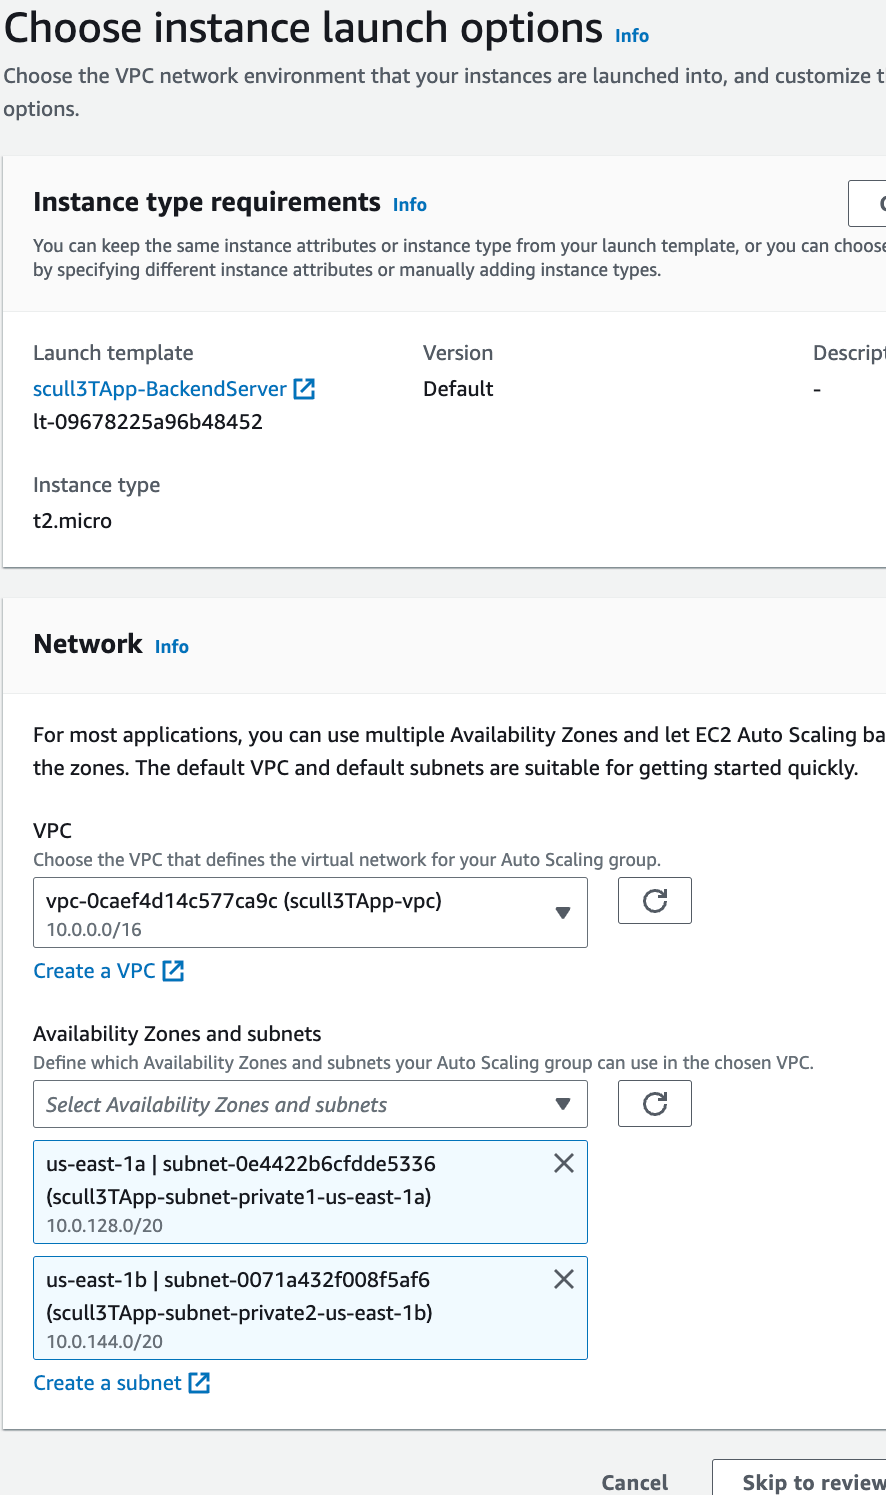 Choose instance launch options Info
Choose the VPC network environment that your instances are launched into, and customize
options.
Instance type requirements Info
You can keep the same instance attributes or instance type from your launch template, or you can choose
by specifying different instance attributes or manually adding instance types.
Launch template
Version
Descript
scull3TApp-BackendServer
Default
-
lt-09678225a96b48452
Instance type
t2.micro
Network Info
For most applications, you can use multiple Availability Zones and let EC2 Auto Scaling ba
the zones. The default VPC and default subnets are suitable for getting started quickly.
VPC
Choose the VPC that defines the virtual network for your Auto Scaling group.
vpc-0caef4d14c577ca9c (scull3TApp-vpc)
10.0.0.0/16
Create a VPC
Availability Zones and subnets
Define which Availability Zones and subnets your Auto Scaling group can use in the chosen VPC.
Select Availability Zones and subnets
us-east-1a | subnet-0e4422b6cfdde5336
(scull3TApp-subnet-private1-us-east-1a)
10.0.128.0/20
us-east-1b | subnet-0071a432f008f5af6
(scull3TApp-subnet-private2-us-east-1b)
10.0.144.0/20
Create a subnet
Cancel
Skip to review